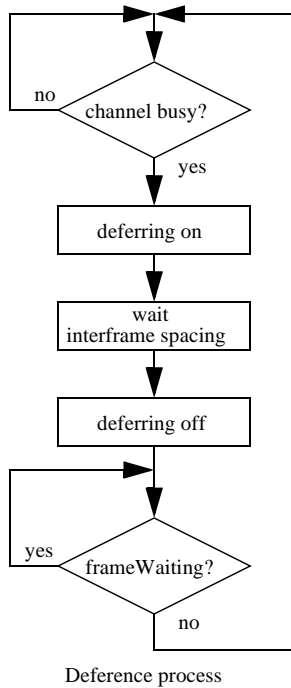 no
channel busy?
yes
deferring on
wait
interframe spacing
deferring off
yes
frameWaiting?
no
Deference process